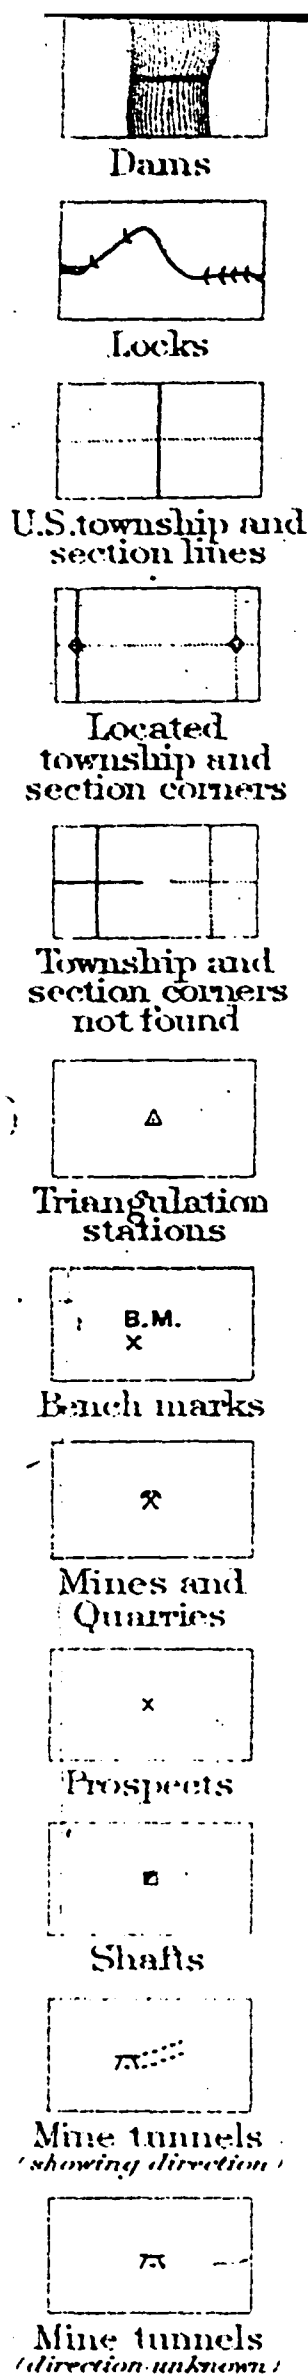 Dams
Locks
U.S. township and
section lines
Located
township and
section corners
Township and
section corners
not found
Triangulation
stations
B.M.
Bench marks
Mines and
Quarries
Prospects
Shafts
Mine tunnels
(showing direction)
Mine tunnels
(direction unknown)